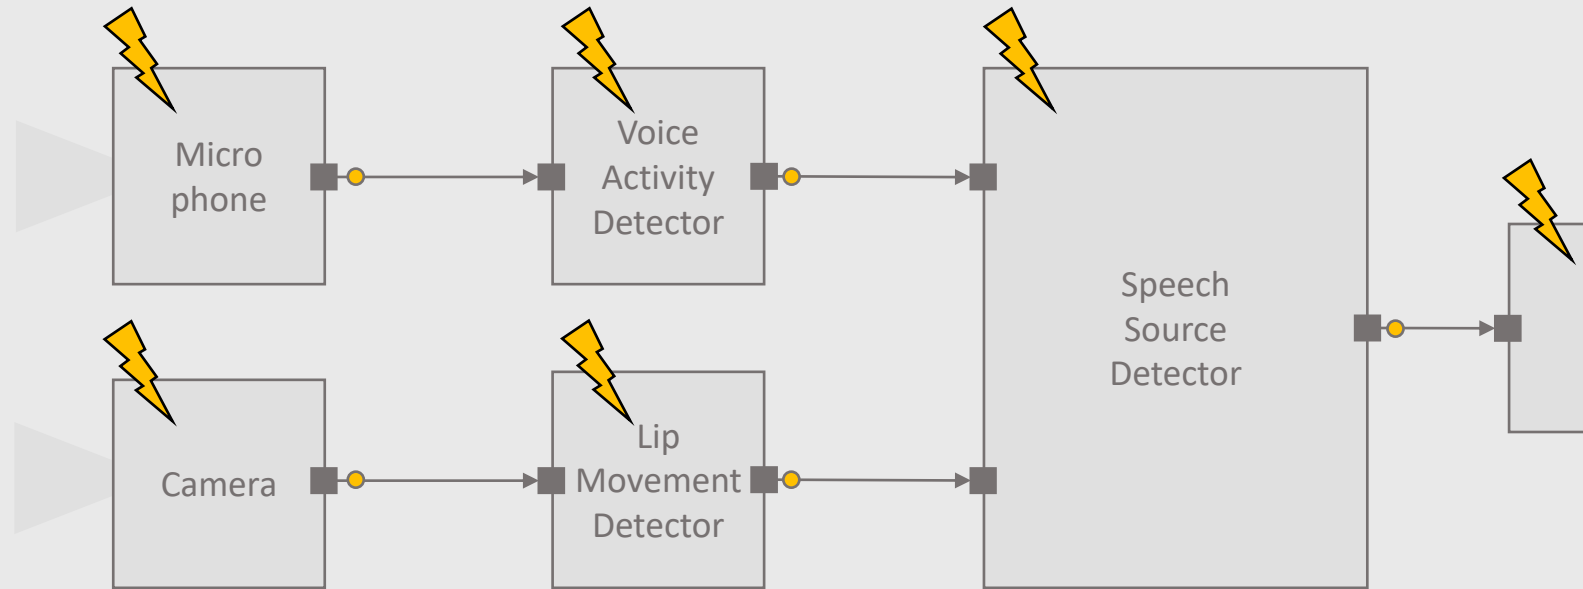 Micro
phone
Voice
Activity
Detector
Speech
Source
Detector
Camera
Lip
Movement
Detector